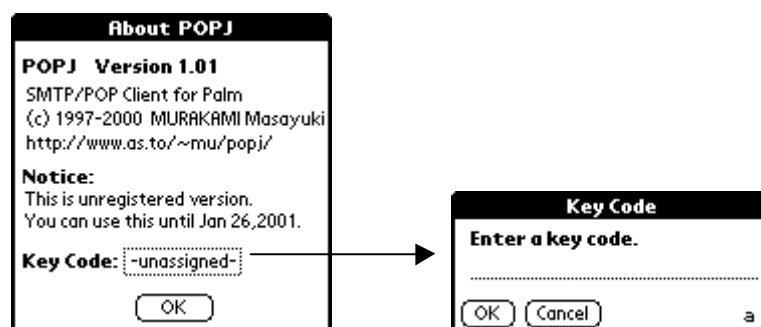 About POPJ
POPJ Version 1.01
SMTP/POP Client for Palm
(c) 1997-2000 MURAKAMI Masayuki
http://www.as.to/~mu/popj/
Notice:
This is unregistered version.
You can use this until Jan 26,2001.
Key Code: -unassigned-
OK
Key Code
Enter a key code.
OK Cancel a